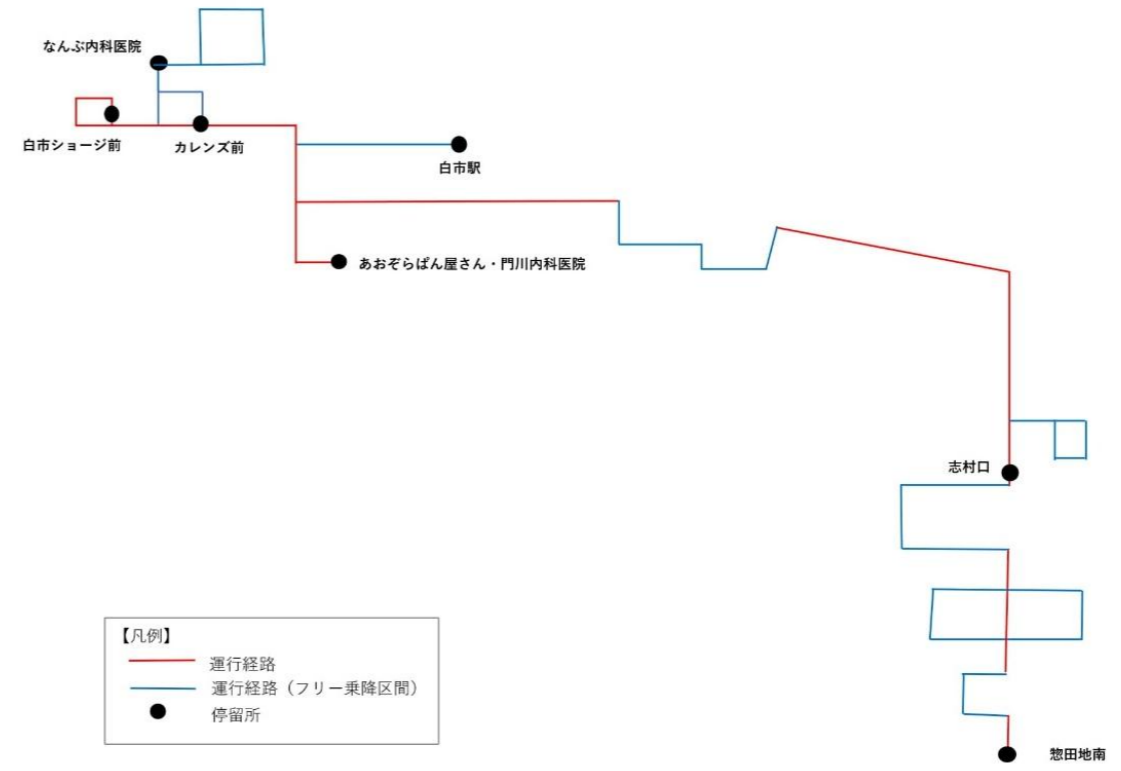 なんぶ内科医院
白市ショージ前
カレンズ前
白市駅
あおぞらぱん屋さん・門川内科医院
志村口
惣田地南
【凡例】
運行経路
運行経路（フリー乗降区間）
停留所